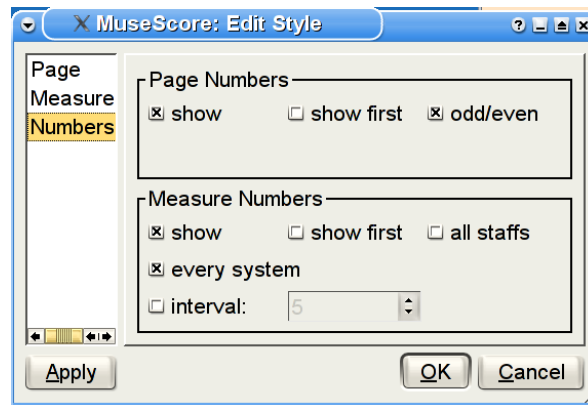 MuseScore: Edit Style
Page
Measure
Numbers
Page Numbers
show show first odd/even
Measure Numbers
show show first all staffs
every system
interval: 5
Apply OK Cancel